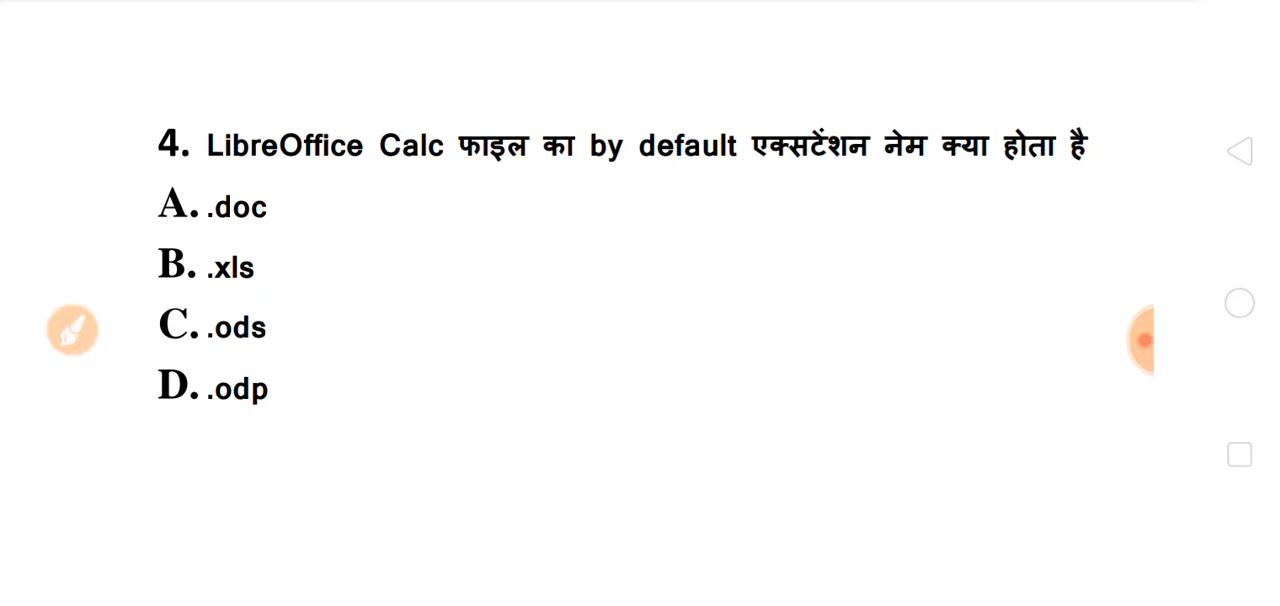 4. LibreOffice Calc फाइल का by default एक्सटेंशन नेम क्या होता है
A. .doc
B. .xls
C. .ods
D. .odp